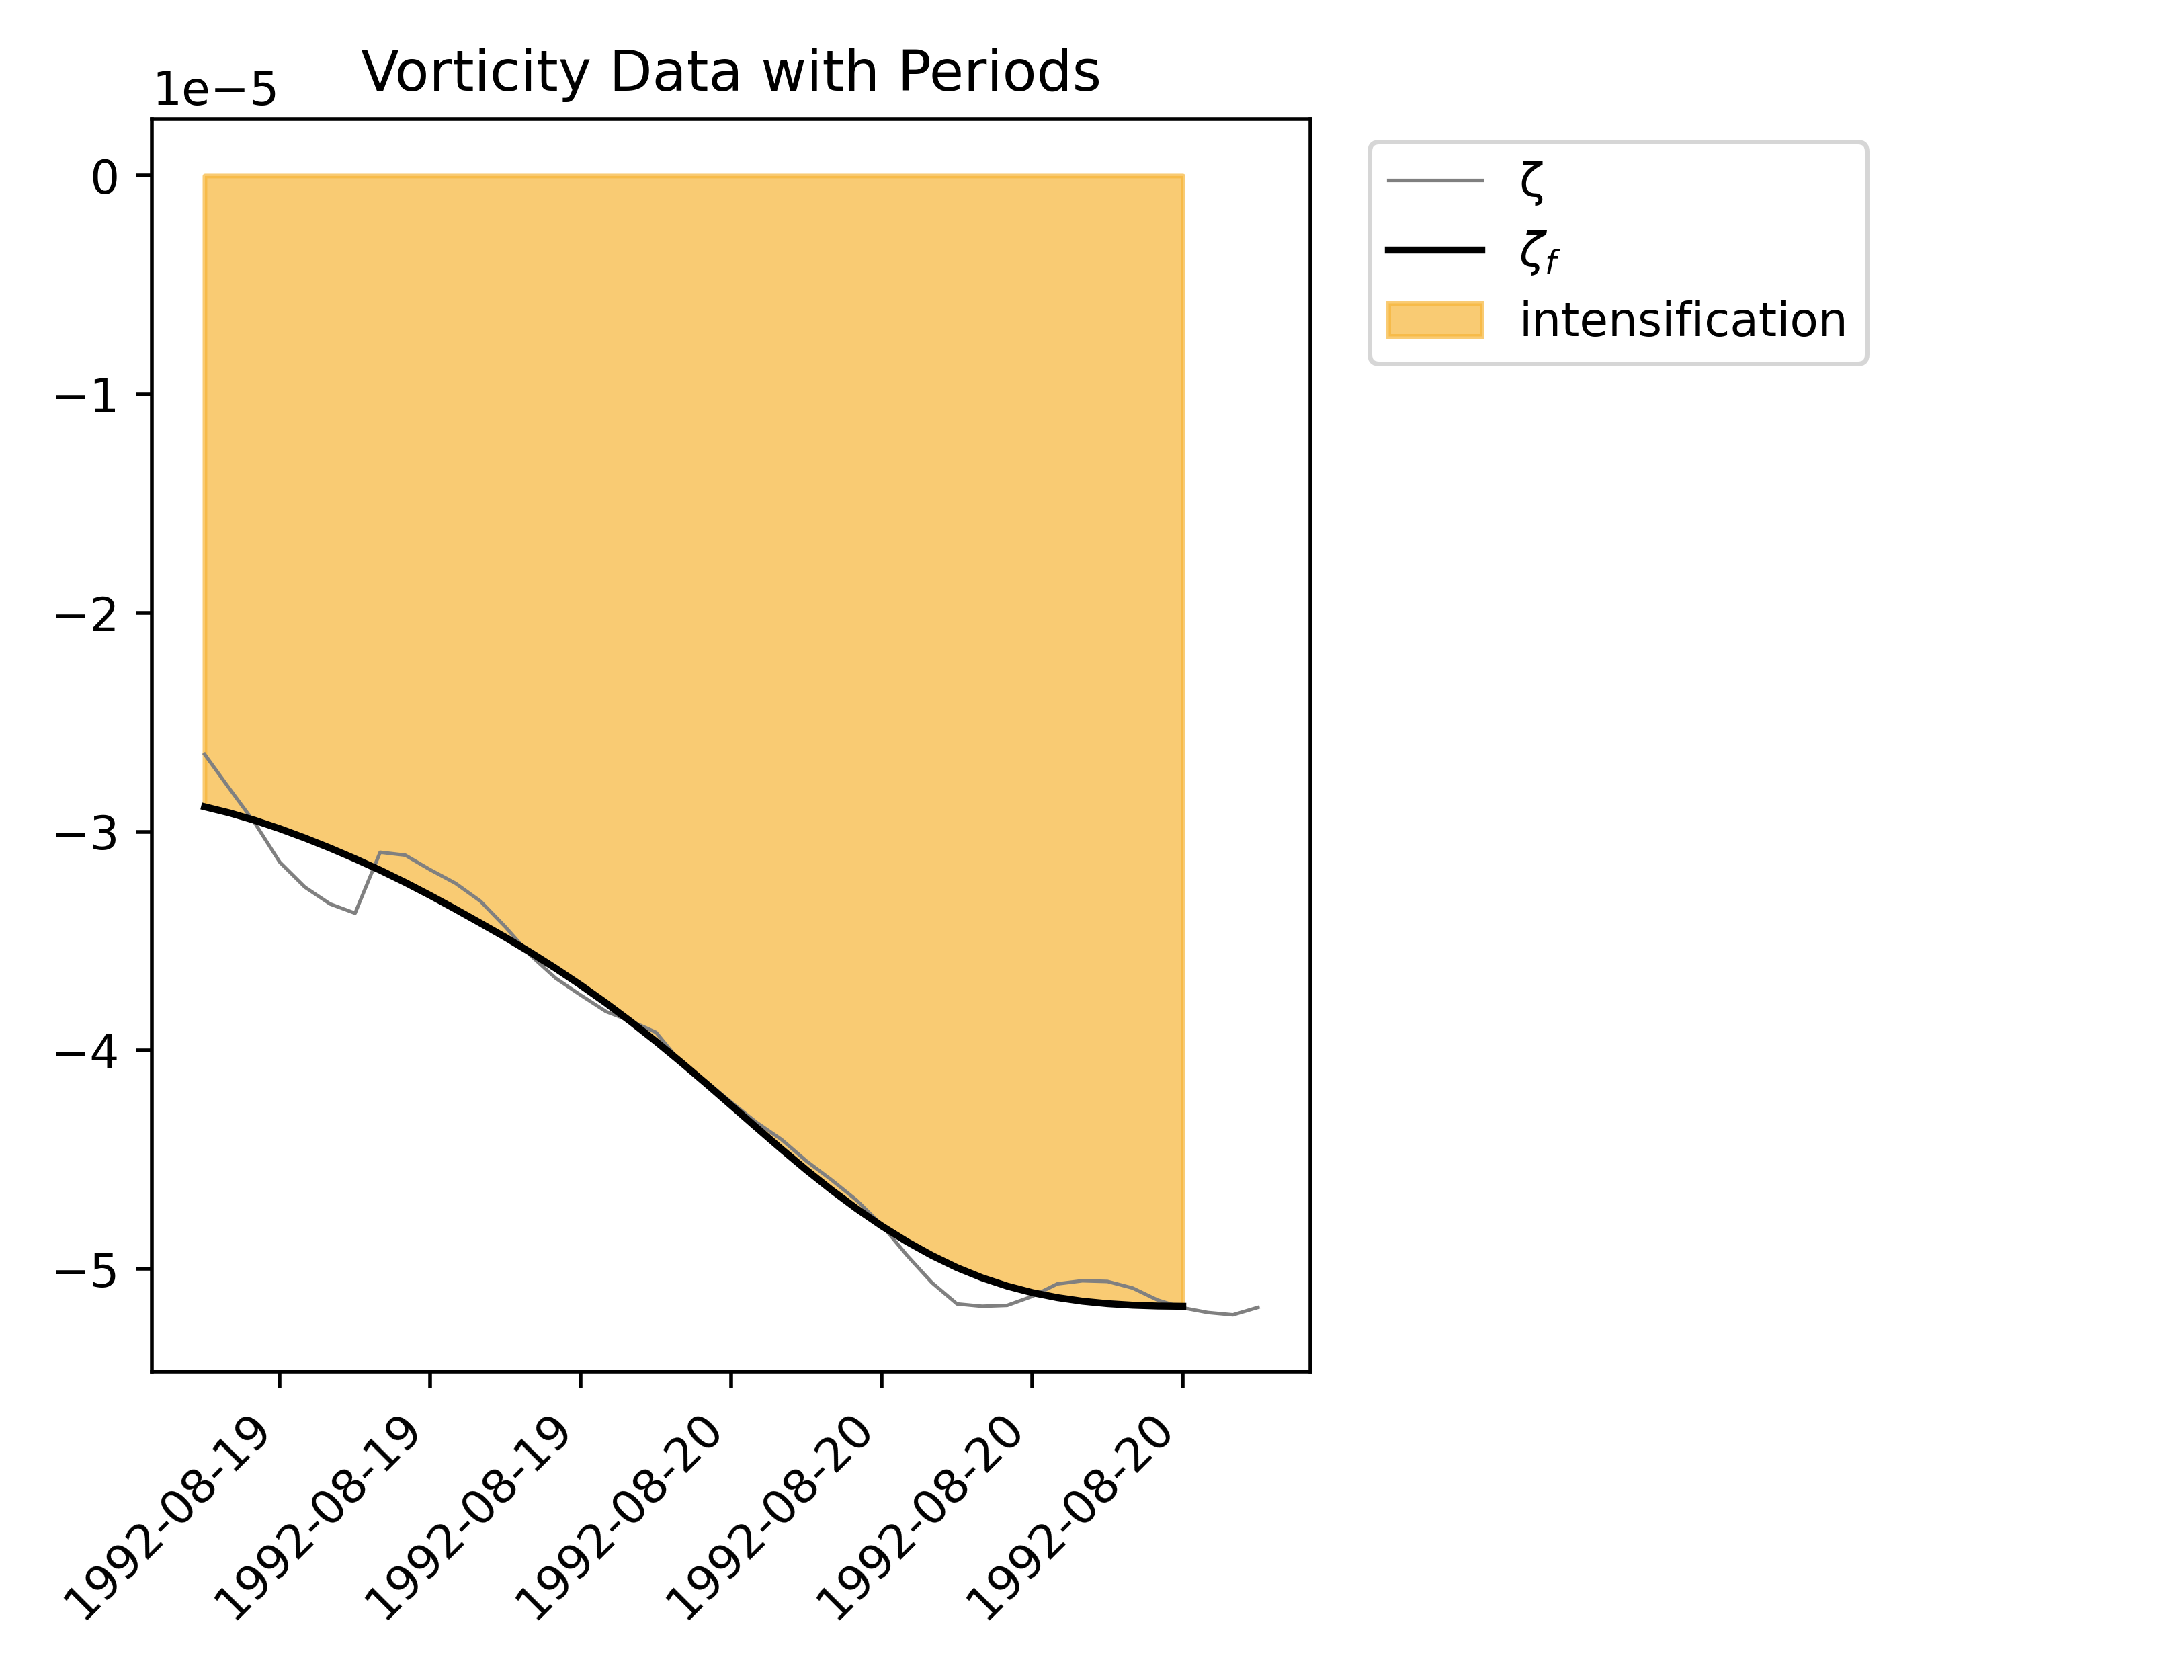 Vorticity Data with Periods
1e−5
0
−1
−2
−3
−4
−5
1992-08-19
1992-08-19
1992-08-19
1992-08-20
1992-08-20
1992-08-20
1992-08-20
ζ
ζf
intensification